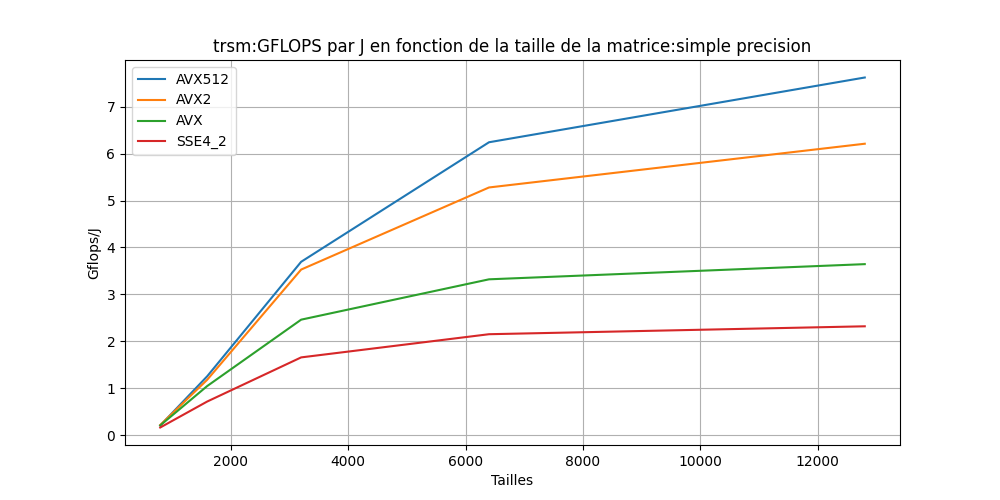 trsm:GFLOPS par J en fonction de la taille de la matrice:simple precision
AVX512
AVX2
AVX
SSE4_2
Gflops/J
7
6
5
4
3
2
1
0
2000 4000 6000 8000 10000 12000
Tailles